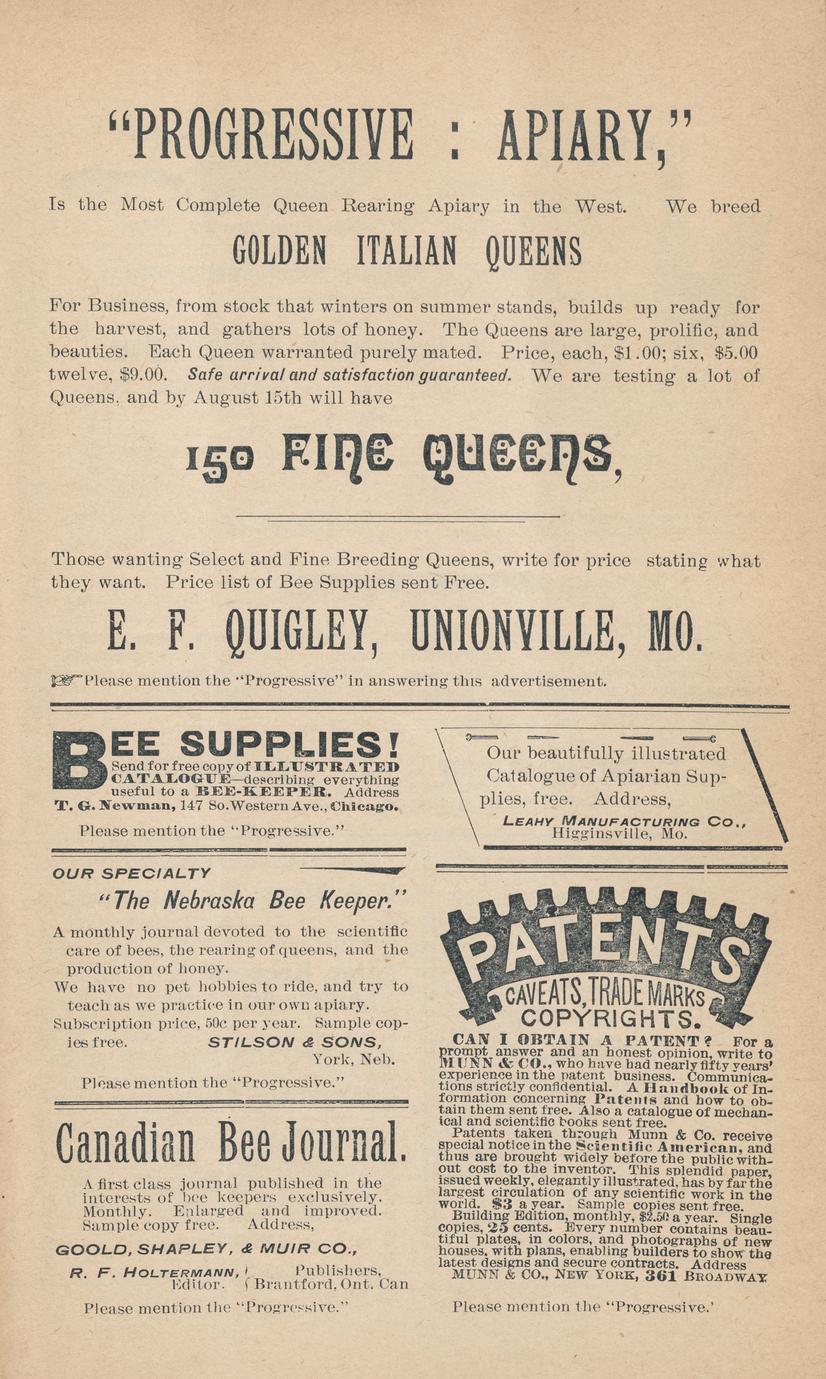 “PROGRESSIVE : APIARY,”
Is the Most Complete Queen Rearing Apiary in the West. We breed
GOLDEN ITALIAN QUEENS
For Business, from stock that winters on summer stands, builds up ready for
the harvest, and gathers lots of honey. The Queens are large, prolific, and
beauties. Each Queen warranted purely mated. Price, each, $1.00; six, $5.00
twelve, $9.00. Safe arrival and satisfaction guaranteed. We are testing a lot of
Queens. and by August 15th will have
150 FINE QUEENS,
Those wanting Select and Fine Breeding Queens, write for price stating what
they want. Price list of Bee Supplies sent Free.
E. F. QUIGLEY, UNIONVILLE, MO.
☞Please mention the “Progressive” in answering this advertisement.
BEE SUPPLIES!
Send for free copy of ILLUSTRATED
CATALOGUE—describing everything
useful to a BEE-KEEPER. Address
T. G. Newman, 147 So. Western Ave., Chicago.
Please mention the “Progressive.”
OUR SPECIALTY
“The Nebraska Bee Keeper.”
A monthly journal devoted to the scientific
care of bees, the rearing of queens, and the
production of honey.
We have no pet hobbies to ride, and try to
teach as we practice in our own apiary.
Subscription price, 50c per year. Sample cop-
ies free. STILSON & SONS,
York, Neb.
Please mention the “Progressive.”
Canadian Bee Journal.
A first class journal published in the
interests of bee keepers exclusively.
Monthly. Enlarged and improved.
Sample copy free. Address,
GOOLD, SHAPLEY, & MUIR CO.,
R. F. HOLTERMANN, ( Publishers,
Editor. ( Brantford, Ont. Can
Please mention the “Progressive.”
Our beautifully illustrated
Catalogue of Apiarian Sup-
plies, free. Address,
LEAHY MANUFACTURING CO.,
Higginsville, Mo.
PATENTS
CAVEATS, TRADE MARKS
COPYRIGHTS.
CAN I OBTAIN A PATENT? For a
prompt answer and an honest opinion, write to
MUNN & CO., who have had nearly fifty years’
experience in the patent business. Communica-
tions strictly confidential. A Handbook of In-
formation concerning Patents and how to ob-
tain them sent free. Also a catalogue of mechan-
ical and scientific books sent free.
Patents taken through Munn & Co. receive
special notice in the Scientific American, and
thus are brought widely before the public with-
out cost to the inventor. This splendid paper,
issued weekly, elegantly illustrated, has by far the
largest circulation of any scientific work in the
world. $3 a year. Sample copies sent free.
Building Edition, monthly, $2.50 a year. Single
copies, 25 cents. Every number contains beau-
tiful plates, in colors, and photographs of new
houses, with plans, enabling builders to show the
latest designs and secure contracts. Address
MUNN & CO., NEW YORK, 361 BROADWAY
Please mention the “Progressive.’